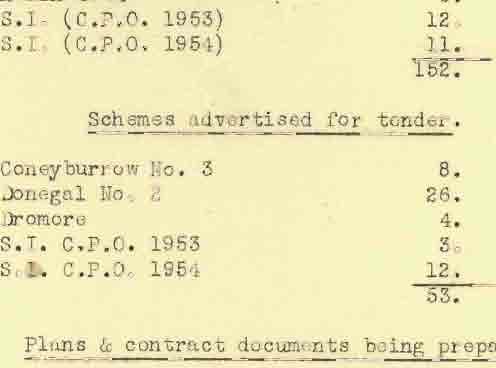 S.I. (C.P.O. 1953) 12.
S.I. (C.P.O. 1954) 11.
152.
Schemes advertised for tender.
Coneyburrow No. 3 8.
Donegal No. 2 26.
Dromore 4.
S.I. C.P.O. 1953 3.
S.I. C.P.O. 1954 12.
53.
Plans & contract documents being prepa